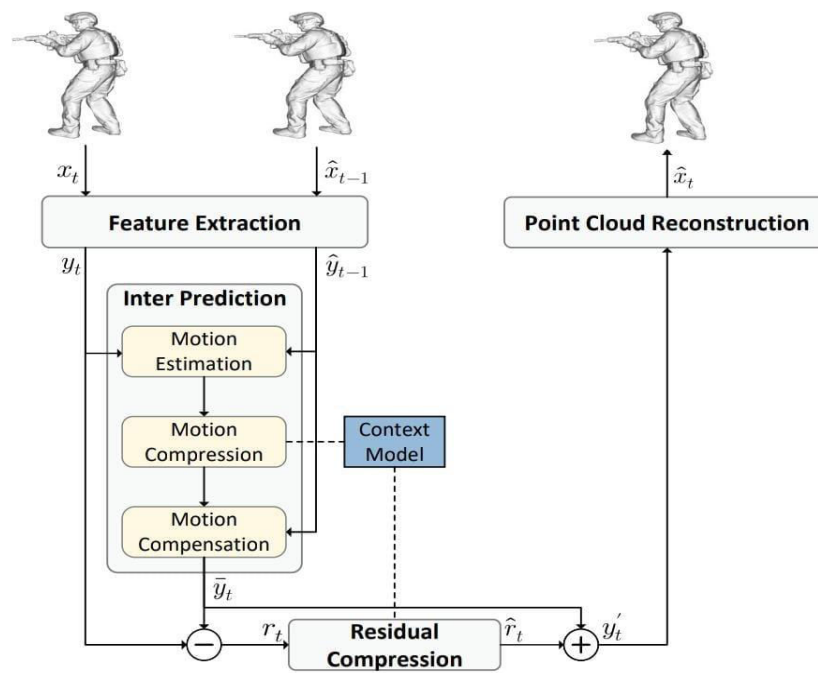 x_t
x̂_{t−1}
x̂_t
Feature Extraction
Point Cloud Reconstruction
y_t
ŷ_{t−1}
Inter Prediction
Motion
Estimation
Motion
Compression
Context
Model
Motion
Compensation
ȳ_t
−
r_t
Residual
Compression
r̂_t
+
y_t'